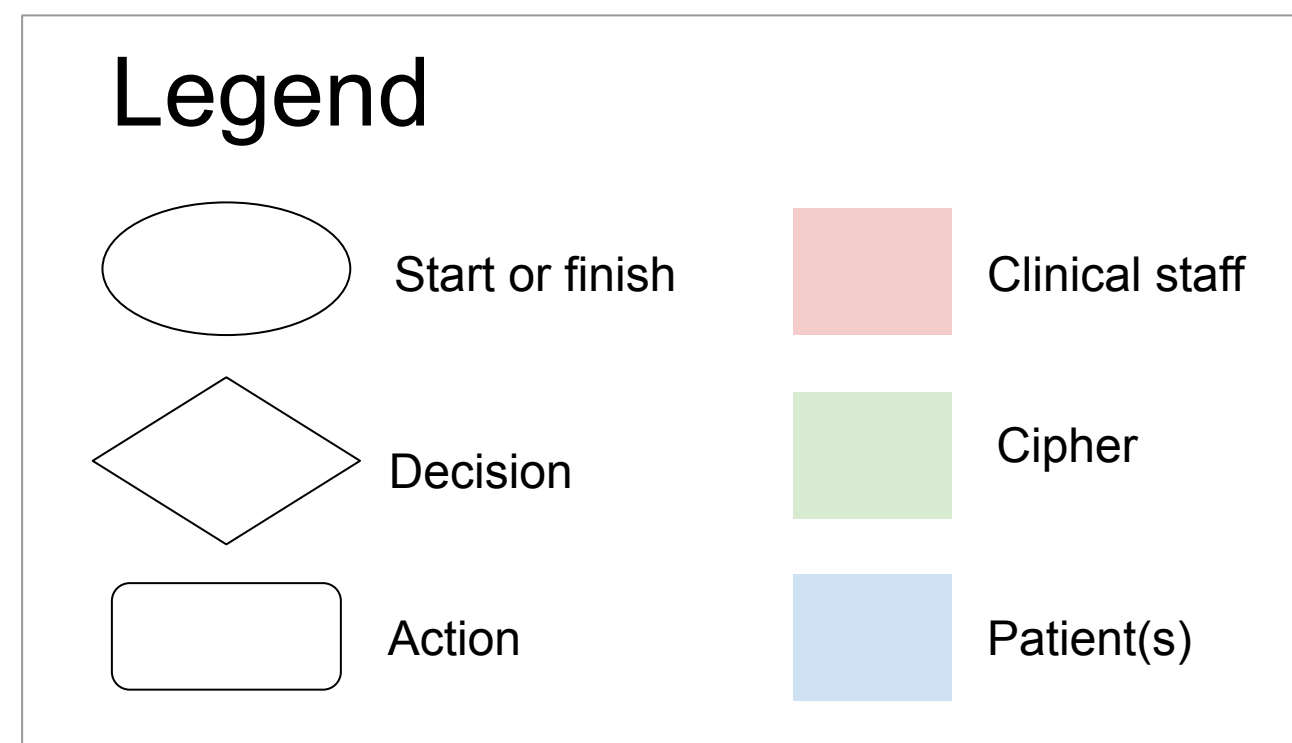 Legend
Start or finish
Clinical staff
Decision
Cipher
Action
Patient(s)